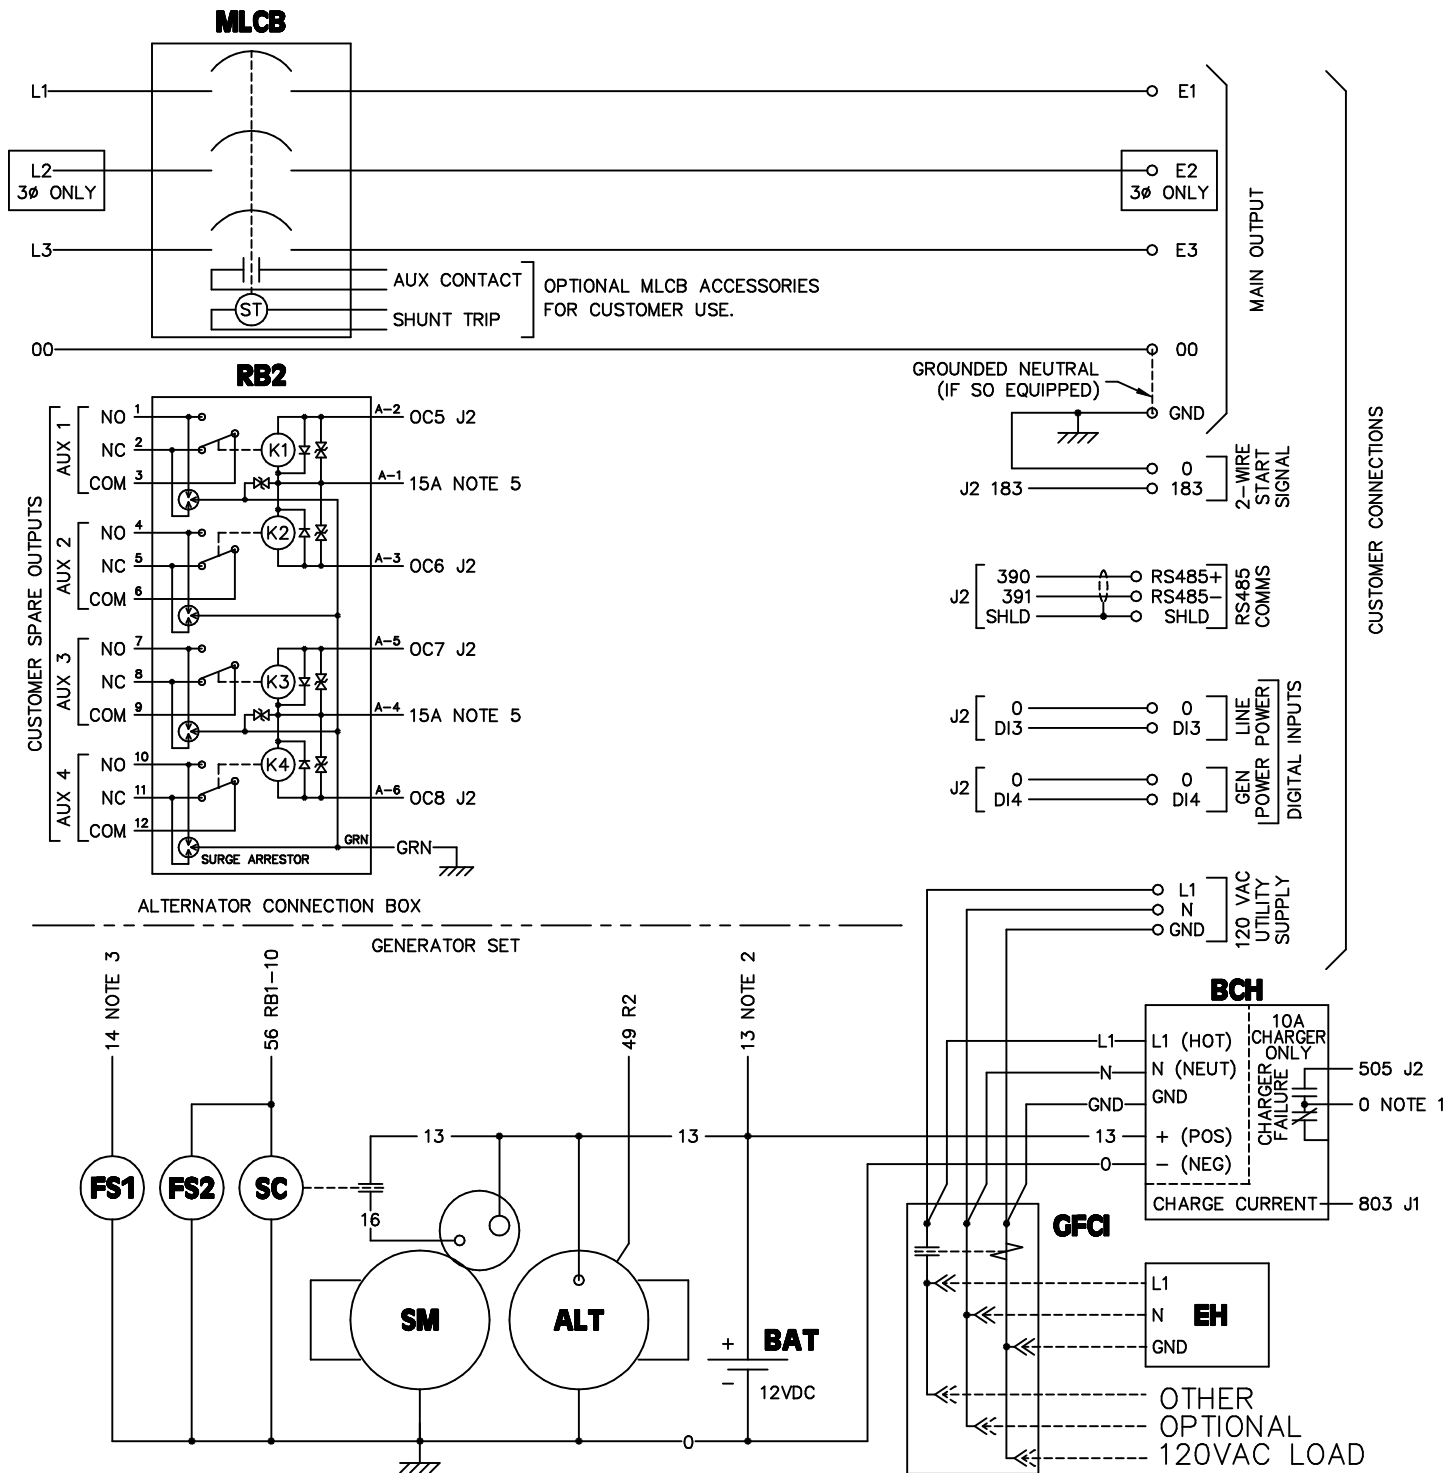 MLCB
L1
E1
L2
3ø ONLY
E2
3ø ONLY
L3
E3
MAIN OUTPUT
AUX CONTACT
ST
SHUNT TRIP
OPTIONAL MLCB ACCESSORIES
FOR CUSTOMER USE.
00
00
GROUNDED NEUTRAL
(IF SO EQUIPPED)
GND
0
J2 183
183
2-WIRE
START
SIGNAL
CUSTOMER CONNECTIONS
RB2
CUSTOMER SPARE OUTPUTS
AUX 1
NO 1
NC 2
COM 3
K1
A-2 OC5 J2
A-1 15A NOTE 5
AUX 2
NO 4
NC 5
COM 6
K2
A-3 OC6 J2
AUX 3
NO 7
NC 8
COM 9
K3
A-5 OC7 J2
A-4 15A NOTE 5
AUX 4
NO 10
NC 11
COM 12
K4
A-6 OC8 J2
GRN
GRN
SURGE ARRESTOR
J2
390
391
SHLD
RS485+
RS485-
SHLD
RS485
COMMS
J2
0
DI3
0
DI3
LINE
POWER
J2
0
DI4
0
DI4
GEN
POWER
DIGITAL INPUTS
L1
N
GND
120 VAC
UTILITY
SUPPLY
ALTERNATOR CONNECTION BOX
GENERATOR SET
14 NOTE 3
56 RB1-10
49 R2
13 NOTE 2
BCH
L1
L1 (HOT)
N
N (NEUT)
GND
GND
13
+ (POS)
0
- (NEG)
10A
CHARGER
ONLY
CHARGER
FAILURE
505 J2
0 NOTE 1
CHARGE CURRENT
803 J1
FS1
FS2
SC
13
13
16
SM
ALT
+
BAT
-
12VDC
0
GFCI
L1
N
GND
EH
OTHER
OPTIONAL
120VAC LOAD